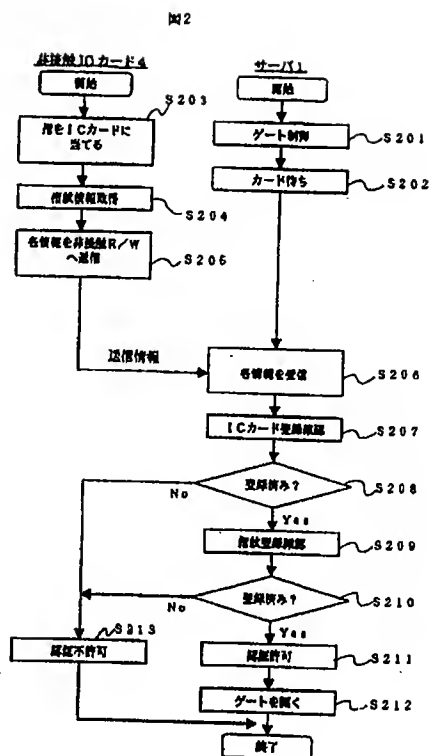 図2
非接触ICカード4
開始
指をICカードに
当てる
S203
指紋情報取得
S204
各情報を非接触R/W
へ送信
S205
送信情報
サーバ1
開始
ゲート制御
S201
カード待ち
S202
各情報を受信
S206
ICカード登録確認
S207
登録済み?
S208
No
Yes
指紋登録確認
S209
登録済み?
S210
No
Yes
認証不許可
S213
認証許可
S211
ゲートを開く
S212
終了